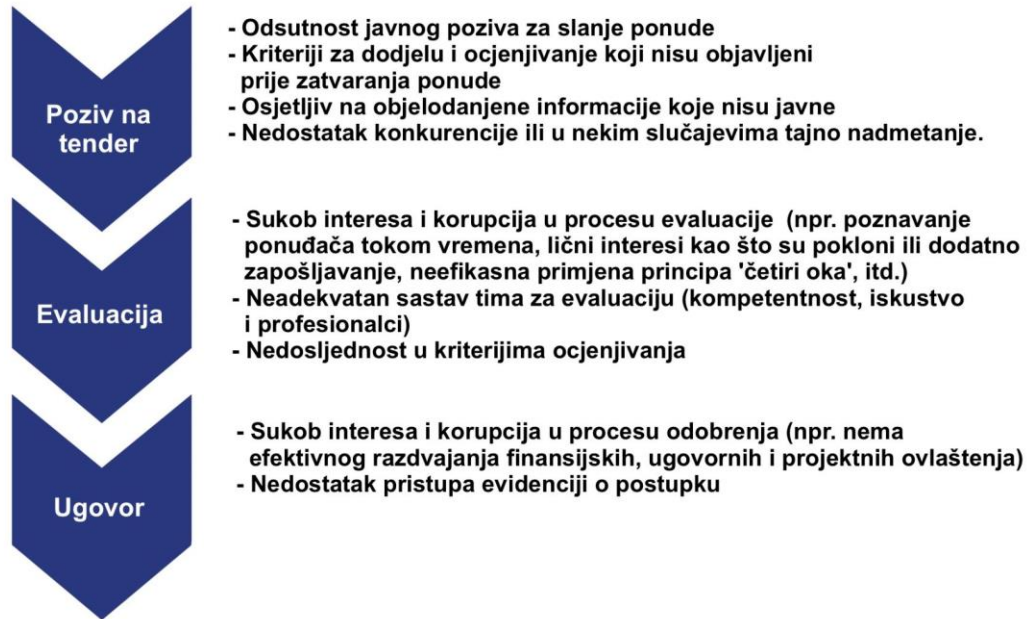 Poziv na
tender
- Odsutnost javnog poziva za slanje ponude
- Kriteriji za dodjelu i ocjenjivanje koji nisu objavljeni
prije zatvaranja ponude
- Osjetljiv na objelodanjene informacije koje nisu javne
- Nedostatak konkurencije ili u nekim slučajevima tajno nadmetanje.
Evaluacija
- Sukob interesa i korupcija u procesu evaluacije (npr. poznavanje
ponuđača tokom vremena, lični interesi kao što su pokloni ili dodatno
zapošljavanje, neefikasna primjena principa 'četiri oka', itd.)
- Neadekvatan sastav tima za evaluaciju (kompetentnost, iskustvo
i profesionalci)
- Nedosljednost u kriterijima ocjenjivanja
Ugovor
- Sukob interesa i korupcija u procesu odobrenja (npr. nema
efektivnog razdvajanja finansijskih, ugovornih i projektnih ovlaštenja)
- Nedostatak pristupa evidenciji o postupku